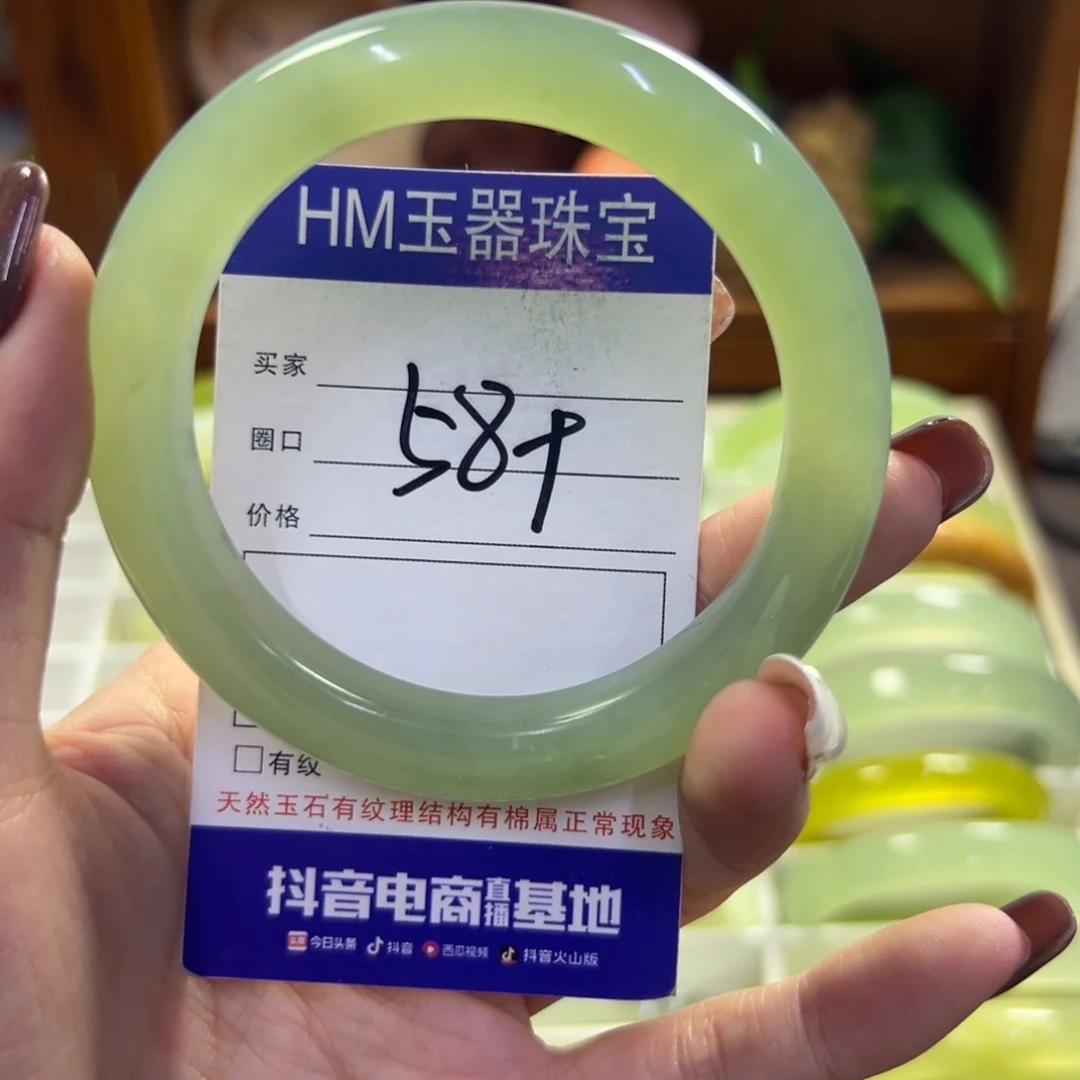 HM玉器珠宝
买家
圈口 58+
价格
有纹
天然玉石有纹理结构有棉属正常现象
抖音电商直播基地
头条 今日头条 抖音 西瓜视频 抖音火山版